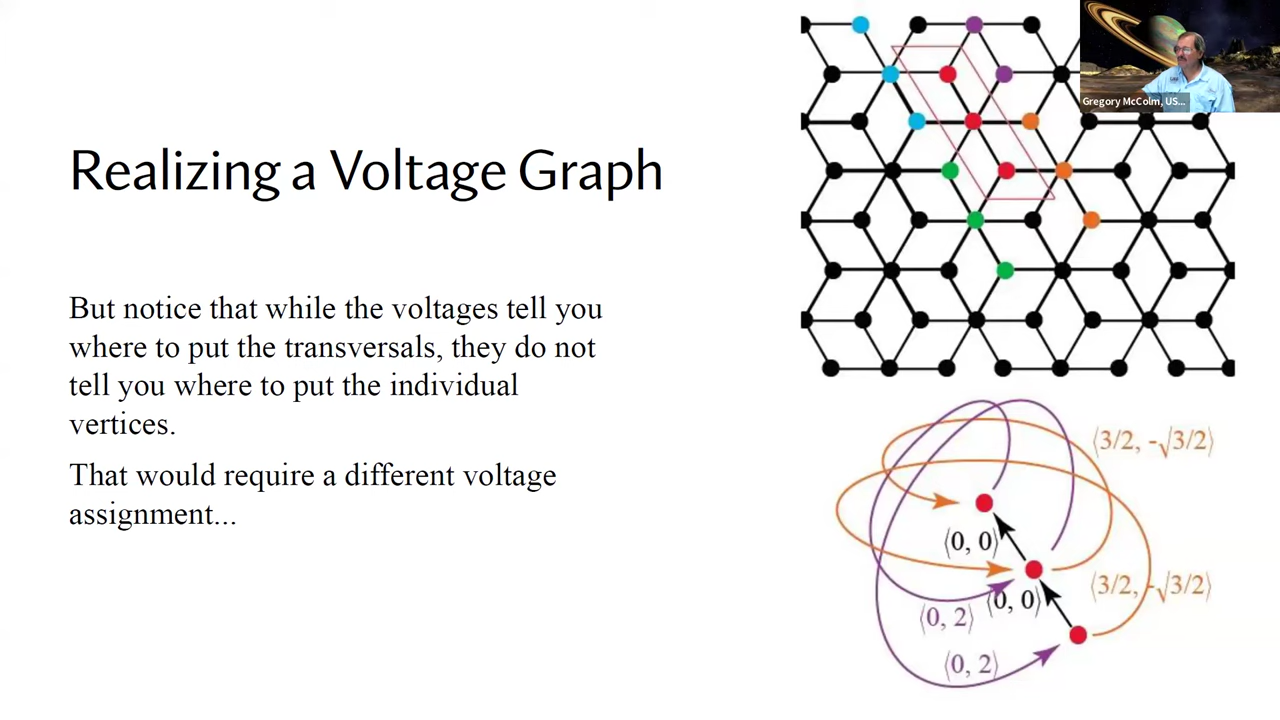 Gregory McColm, US...
Realizing a Voltage Graph
But notice that while the voltages tell you
where to put the transversals, they do not
tell you where to put the individual
vertices.
That would require a different voltage
assignment...
⟨3/2, -√3/2⟩
⟨0, 0⟩
⟨3/2, -√3/2⟩
⟨0, 0⟩
⟨0, 2⟩
⟨0, 2⟩